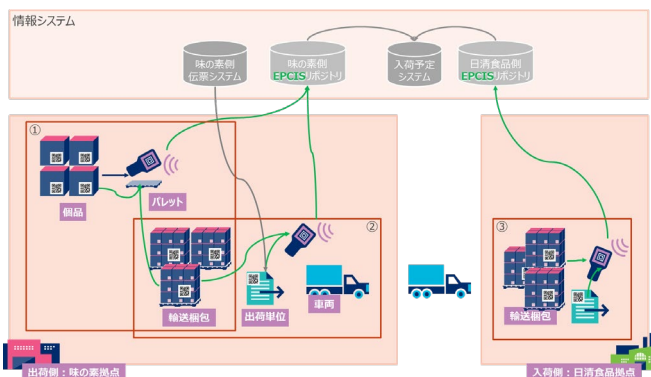 情報システム
味の素側
伝票システム
味の素側
EPCISリポジトリ
入荷予定
システム
日清食品側
EPCISリポジトリ
①
個品
パレット
②
輸送梱包
出荷単位
車両
③
輸送梱包
出荷側：味の素拠点
入荷側：日清食品拠点